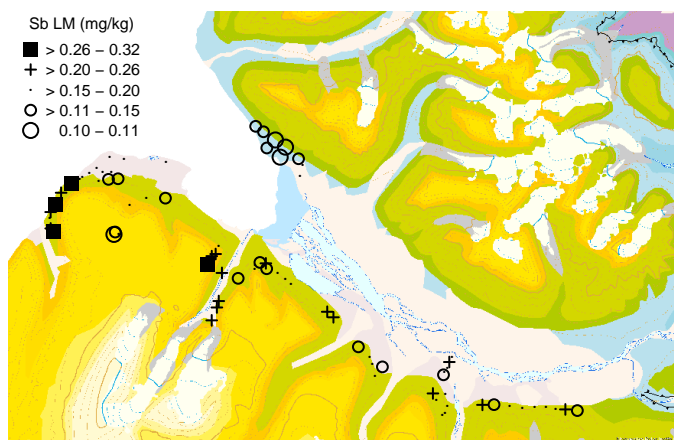 Sb LM (mg/kg)
> 0.26 – 0.32
> 0.20 – 0.26
> 0.15 – 0.20
> 0.11 – 0.15
0.10 – 0.11